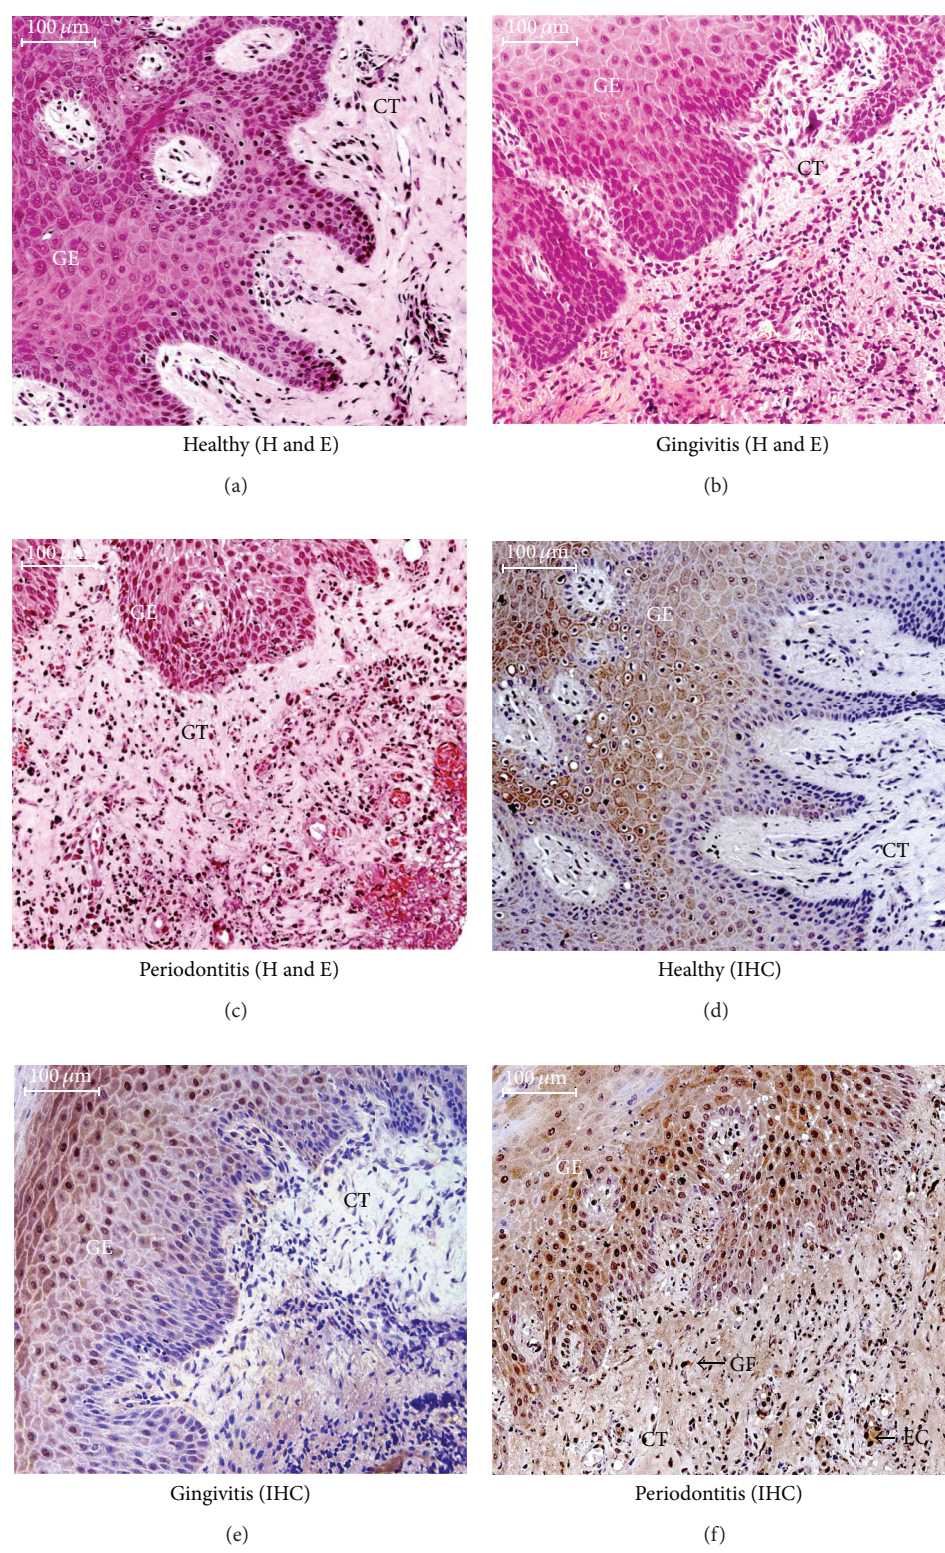 100 μm
CT
GE
Healthy (H and E)
(a)
100 μm
GE
CT
Gingivitis (H and E)
(b)
100 μm
GE
CT
Periodontitis (H and E)
(c)
100 μm
GE
CT
Healthy (IHC)
(d)
100 μm
CT
GE
Gingivitis (IHC)
(e)
100 μm
GE
GF
CT
EC
Periodontitis (IHC)
(f)